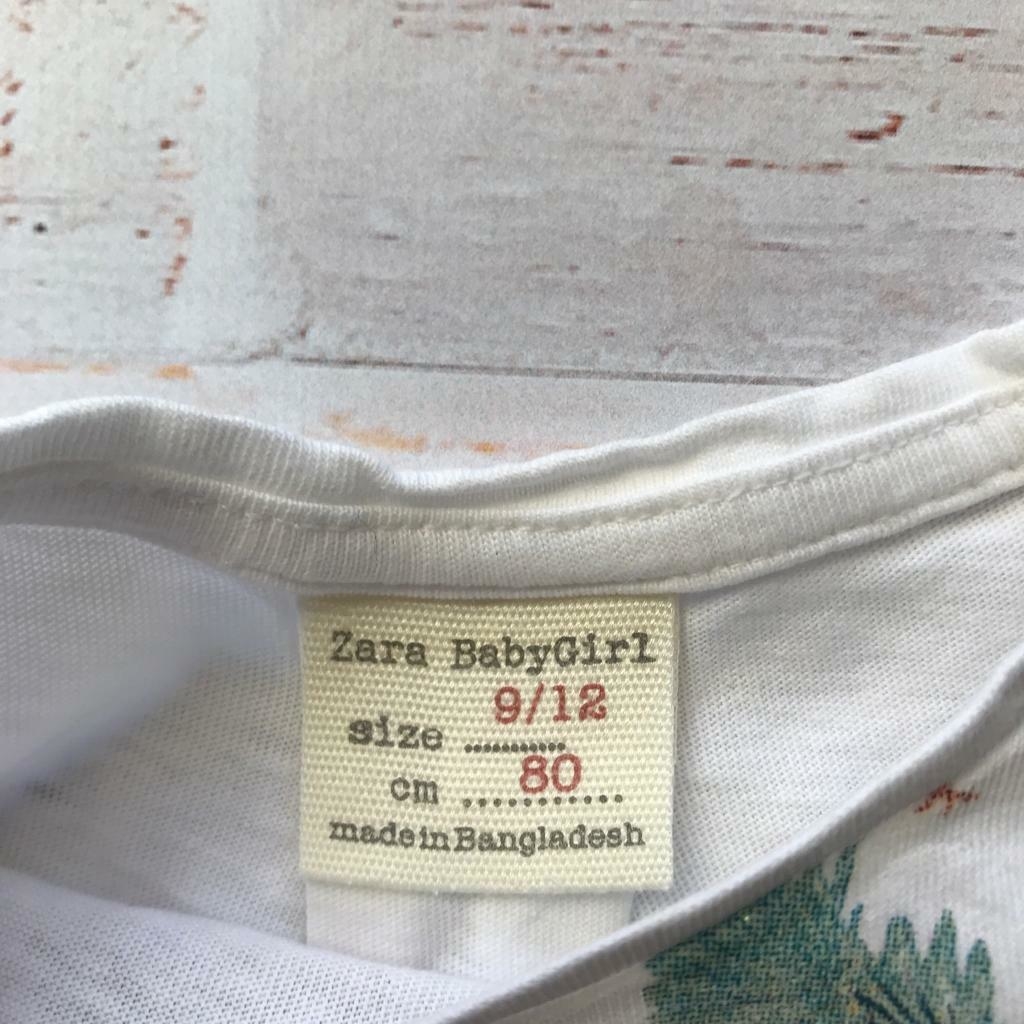 Zara BabyGirl
size 9/12
cm 80
made in Bangladesh